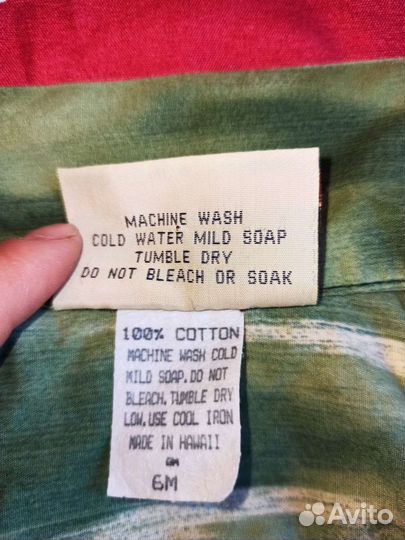 MACHINE WASH
COLD WATER MILD SOAP
TUMBLE DRY
DO NOT BLEACH OR SOAK
100% COTTON
MACHINE WASH COLD
MILD SOAP, DO NOT
BLEACH, TUMBLE DRY
LOW, USE COOL IRON
MADE IN HAWAII
6M
Avito